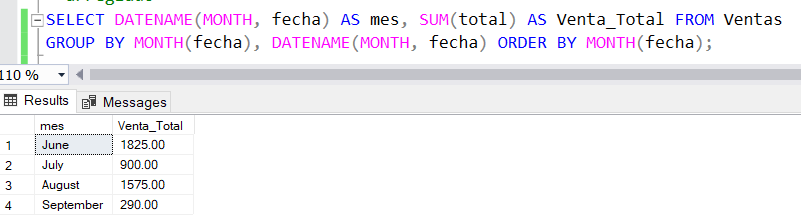 SELECT DATENAME(MONTH, fecha) AS mes, SUM(total) AS Venta_Total FROM Ventas
GROUP BY MONTH(fecha), DATENAME(MONTH, fecha) ORDER BY MONTH(fecha);
110 %
Results Messages
mes Venta_Total
1 June 1825.00
2 July 900.00
3 August 1575.00
4 September 290.00